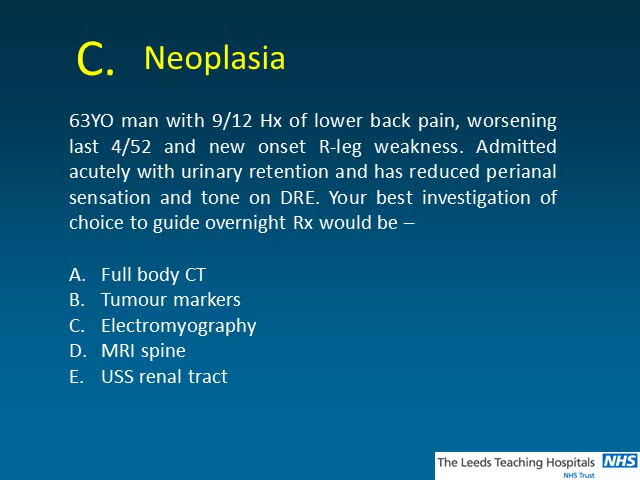 C. Neoplasia
63YO man with 9/12 Hx of lower back pain, worsening
last 4/52 and new onset R-leg weakness. Admitted
acutely with urinary retention and has reduced perianal
sensation and tone on DRE. Your best investigation of
choice to guide overnight Rx would be –
A. Full body CT
B. Tumour markers
C. Electromyography
D. MRI spine
E. USS renal tract
The Leeds Teaching Hospitals NHS
NHS Trust